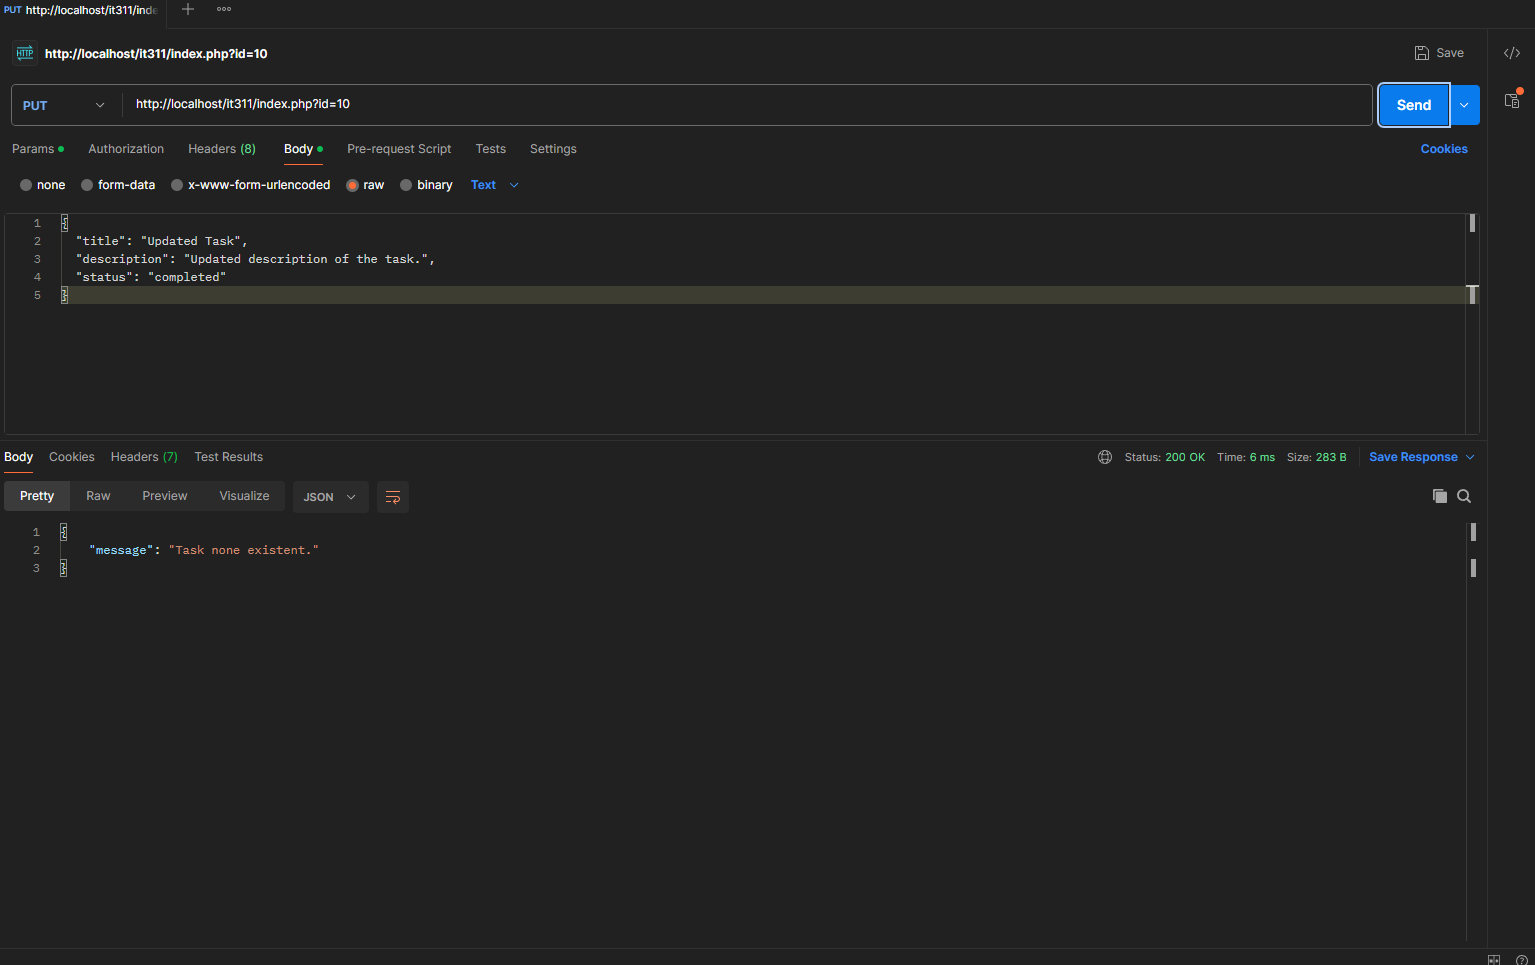 PUT http://localhost/it311/inde
HTTP http://localhost/it311/index.php?id=10
Save
PUT http://localhost/it311/index.php?id=10
Send
Params Authorization Headers (8) Body Pre-request Script Tests Settings
Cookies
none form-data x-www-form-urlencoded raw binary Text
1 {
2 "title": "Updated Task",
3 "description": "Updated description of the task.",
4 "status": "completed"
5 }
Body Cookies Headers (7) Test Results
Status: 200 OK Time: 6 ms Size: 283 B Save Response
Pretty Raw Preview Visualize JSON
1 {
2 "message": "Task none existent."
3 }